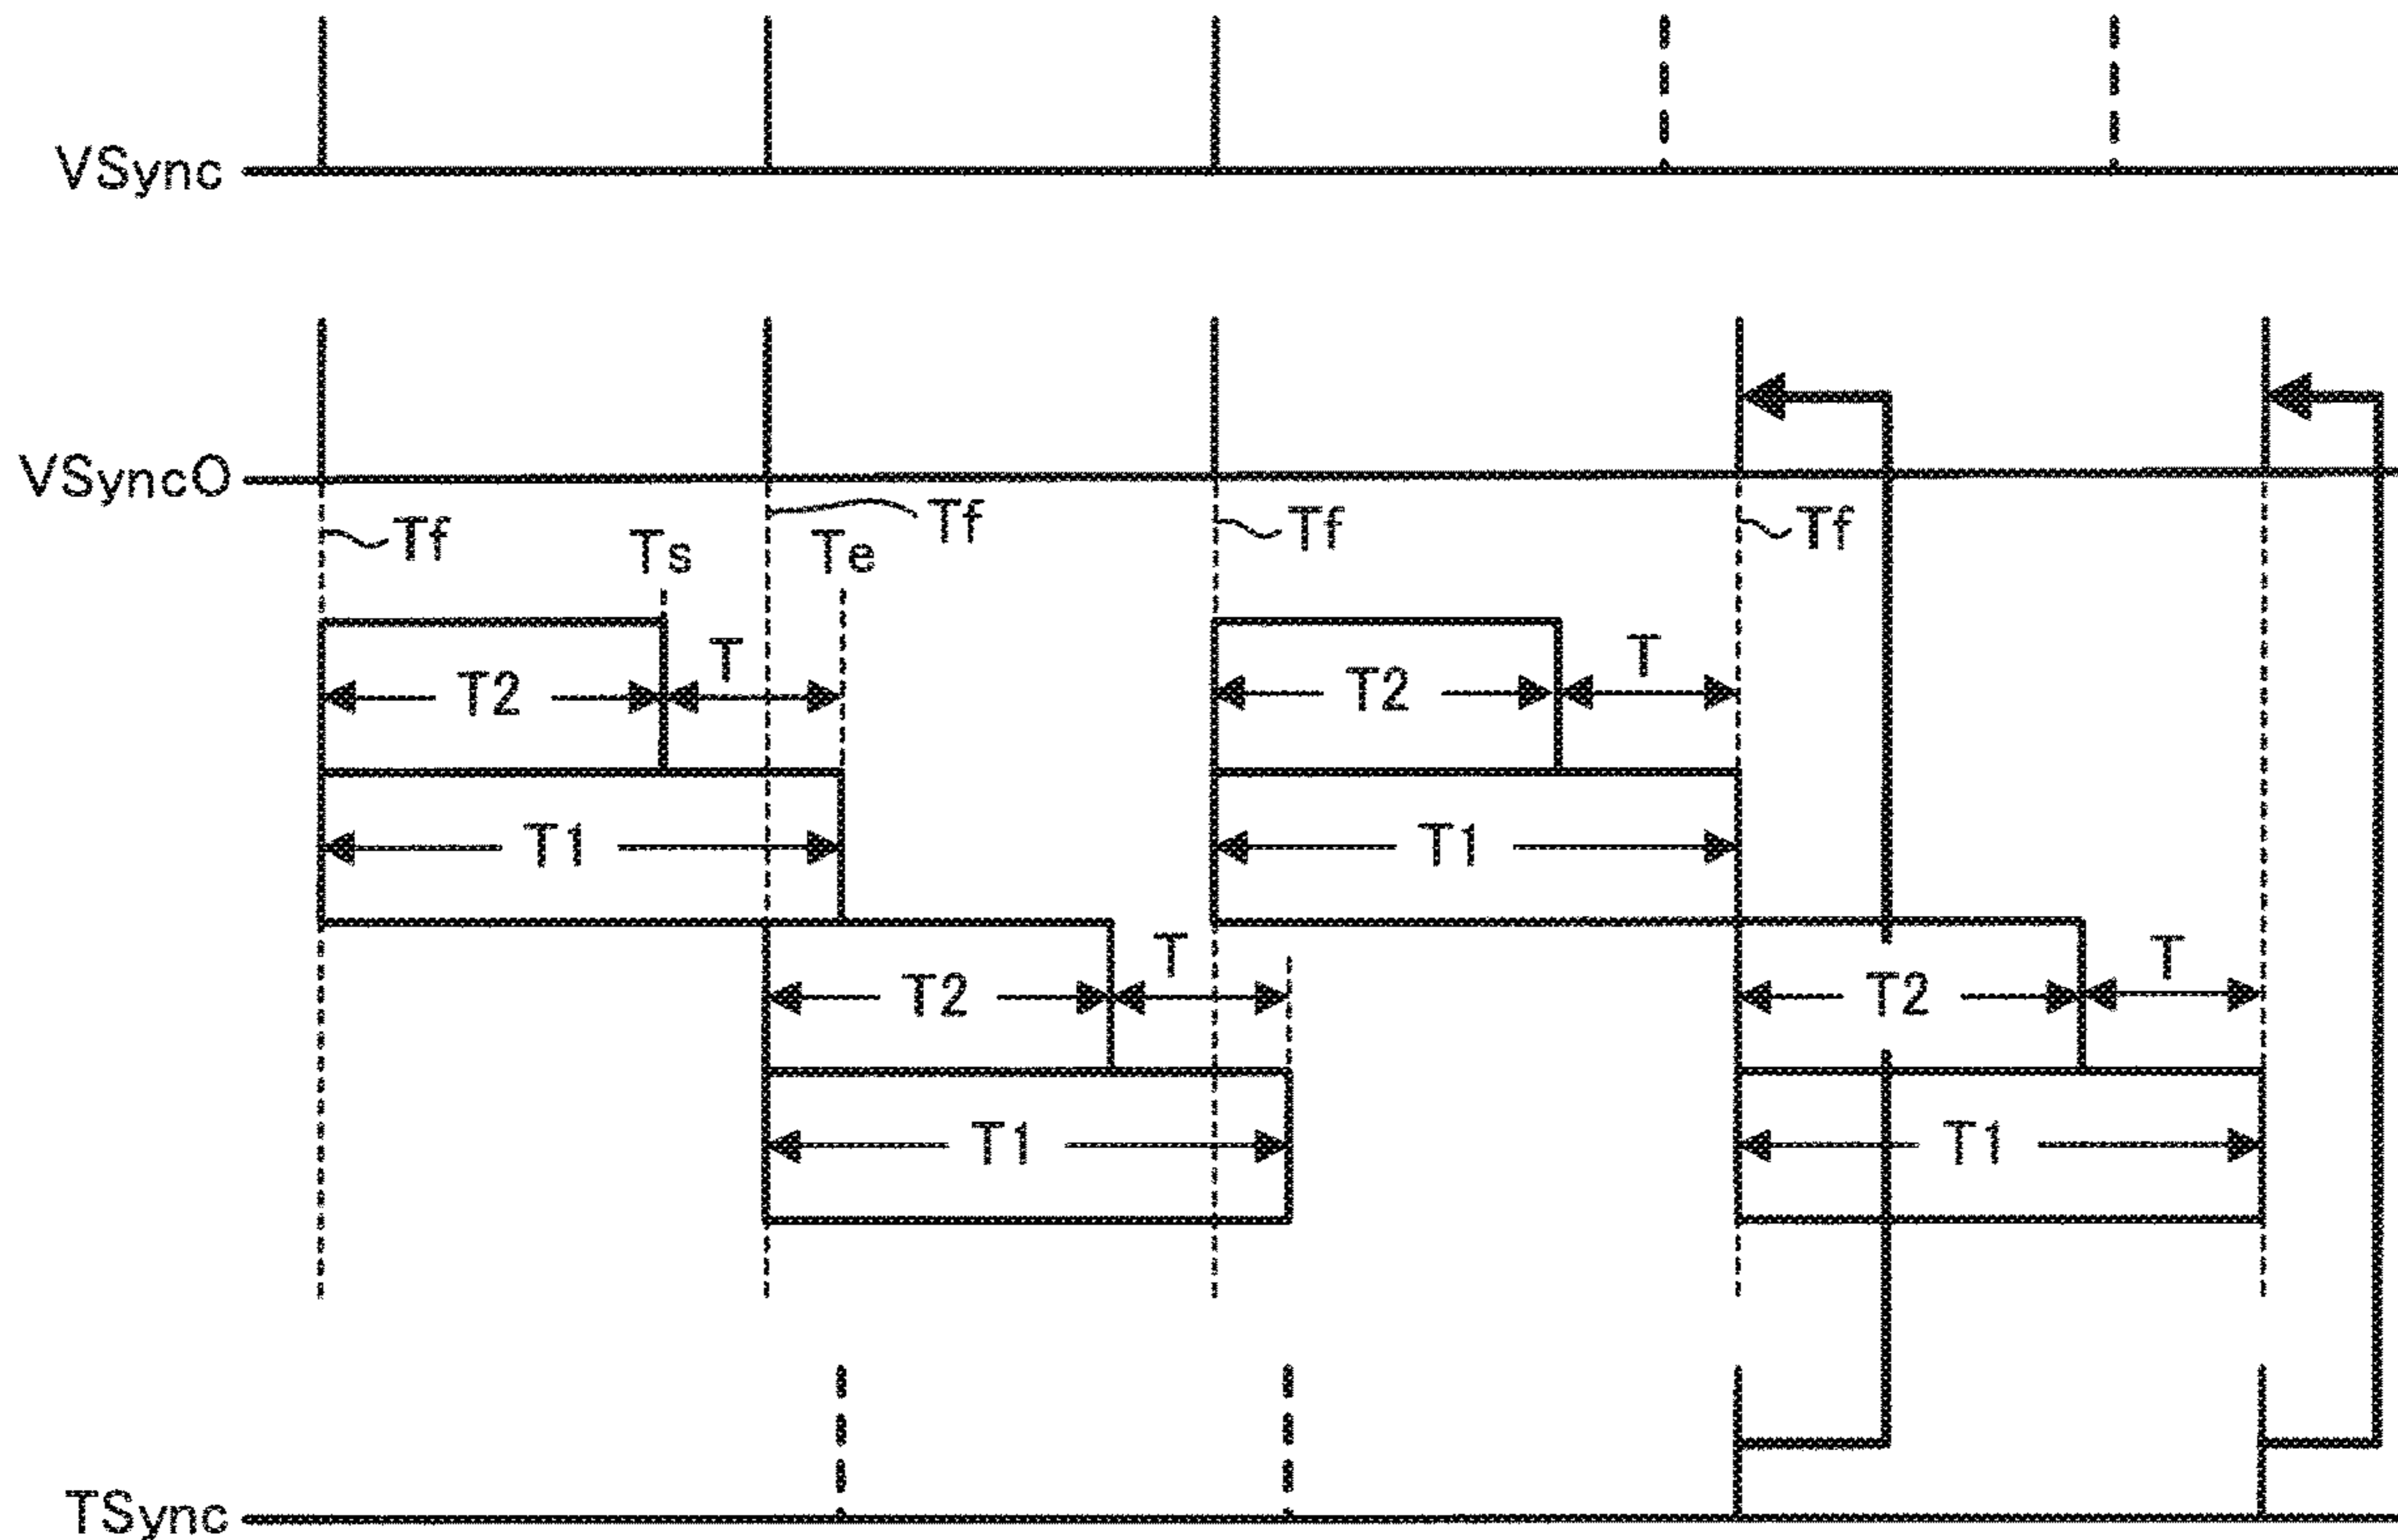 VSync
VSyncO
Tf Ts Tf Te Tf Tf
T2 T T2 T
T1 T1
T2 T T2 T
T1 T1
TSync